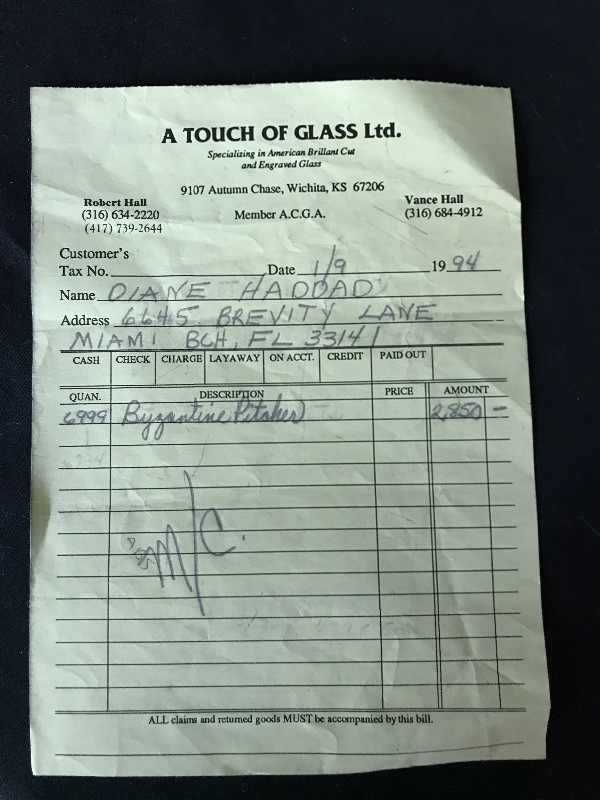 A TOUCH OF GLASS Ltd.
Specializing in American Brillant Cut
and Engraved Glass
9107 Autumn Chase, Wichita, KS 67206
Robert Hall
(316) 634-2220
(417) 739-2644
Member A.C.G.A.
Vance Hall
(316) 684-4912
Customer's
Tax No. Date 1/9 1994
Name DIANE HADDAD
Address 6645 BREVITY LANE
MIAMI BCH, FL 33141
CASH CHECK CHARGE LAYAWAY ON ACCT. CREDIT PAID OUT
QUAN. DESCRIPTION PRICE AMOUNT
6999 Byzantine Pitcher 2,850 -
M/C.
ALL claims and returned goods MUST be accompanied by this bill.